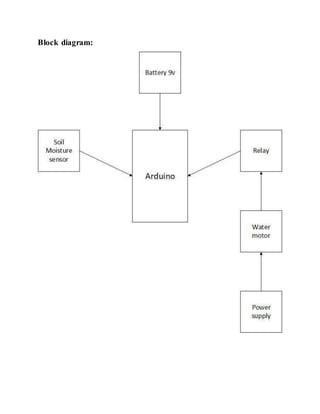 Block diagram:
Battery 9v
Soil
Moisture
sensor
Arduino
Relay
Water
motor
Power
supply